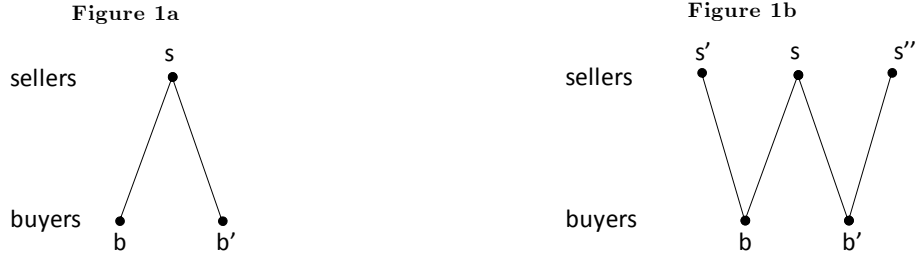 Figure 1a
s
sellers
buyers
b b'
Figure 1b
s' s s''
sellers
buyers
b b'